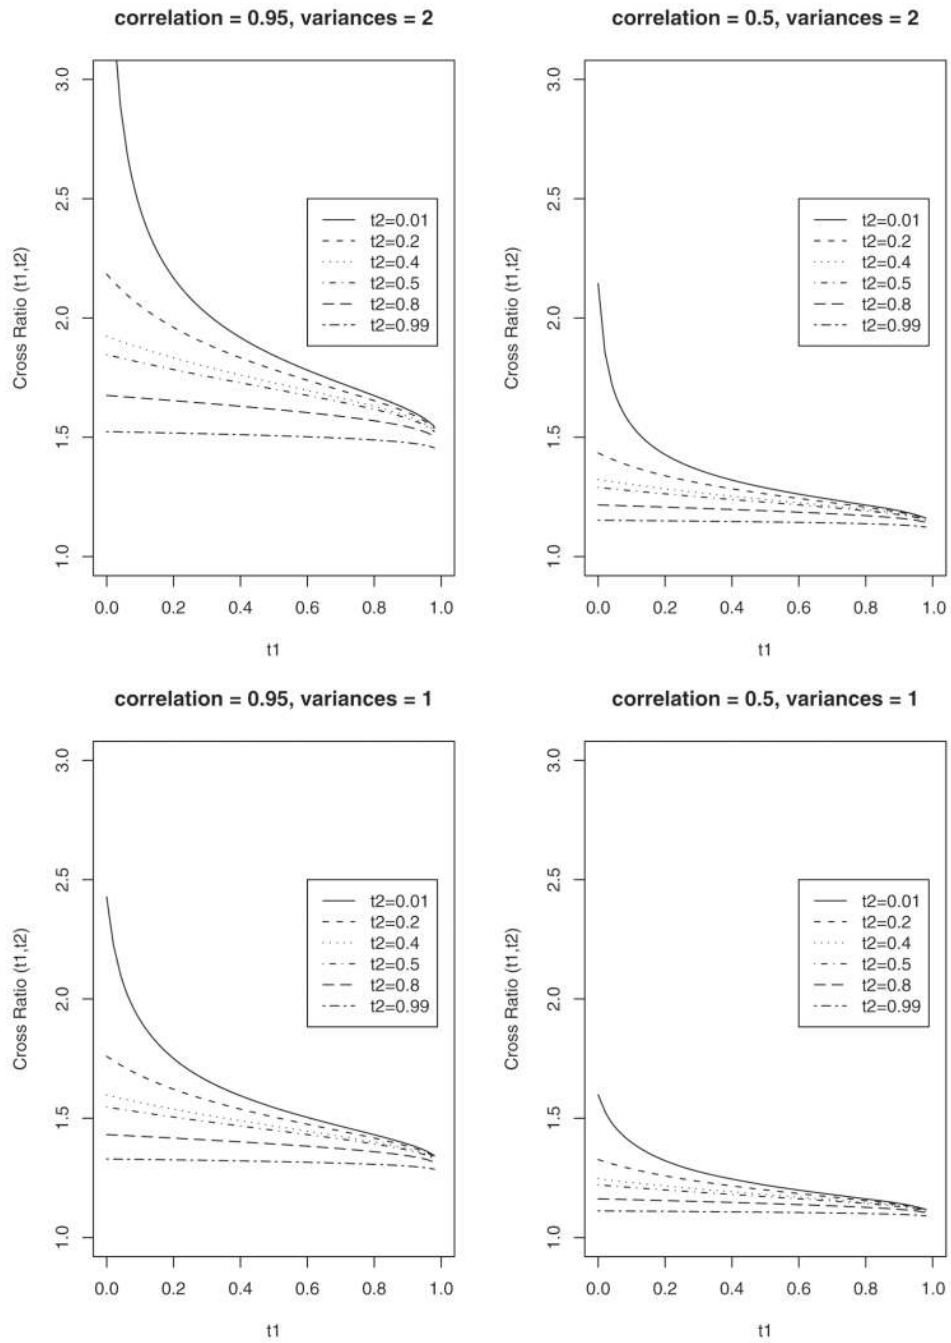 correlation = 0.95, variances = 2
Cross Ratio (t1,t2)
3.0
2.5
2.0
1.5
1.0
t2=0.01
t2=0.2
t2=0.4
t2=0.5
t2=0.8
t2=0.99
0.0 0.2 0.4 0.6 0.8 1.0
t1
correlation = 0.5, variances = 2
Cross Ratio (t1,t2)
3.0
2.5
2.0
1.5
1.0
t2=0.01
t2=0.2
t2=0.4
t2=0.5
t2=0.8
t2=0.99
0.0 0.2 0.4 0.6 0.8 1.0
t1
correlation = 0.95, variances = 1
Cross Ratio (t1,t2)
3.0
2.5
2.0
1.5
1.0
t2=0.01
t2=0.2
t2=0.4
t2=0.5
t2=0.8
t2=0.99
0.0 0.2 0.4 0.6 0.8 1.0
t1
correlation = 0.5, variances = 1
Cross Ratio (t1,t2)
3.0
2.5
2.0
1.5
1.0
t2=0.01
t2=0.2
t2=0.4
t2=0.5
t2=0.8
t2=0.99
0.0 0.2 0.4 0.6 0.8 1.0
t1